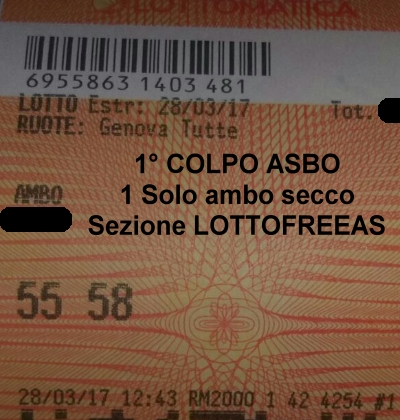 LOTTOMATICA
6955863 1403 481
LOTTO Estr: 28/03/17 Tot.
RUOTE: Genova Tutte
1° COLPO ASBO
AMBO 1 Solo ambo secco
Sezione LOTTOFREEAS
55 58
28/03/17 12:43 RM2000 1 42 4254 #1